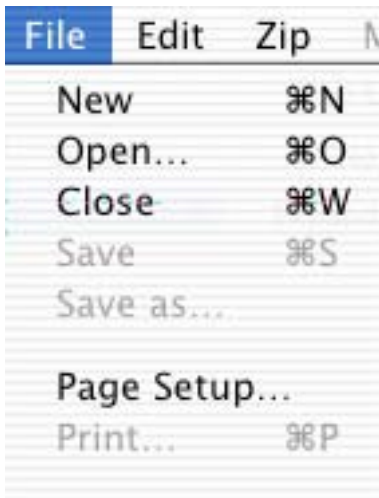 File Edit Zip
New ⌘N
Open... ⌘O
Close ⌘W
Save ⌘S
Save as...
Page Setup...
Print... ⌘P